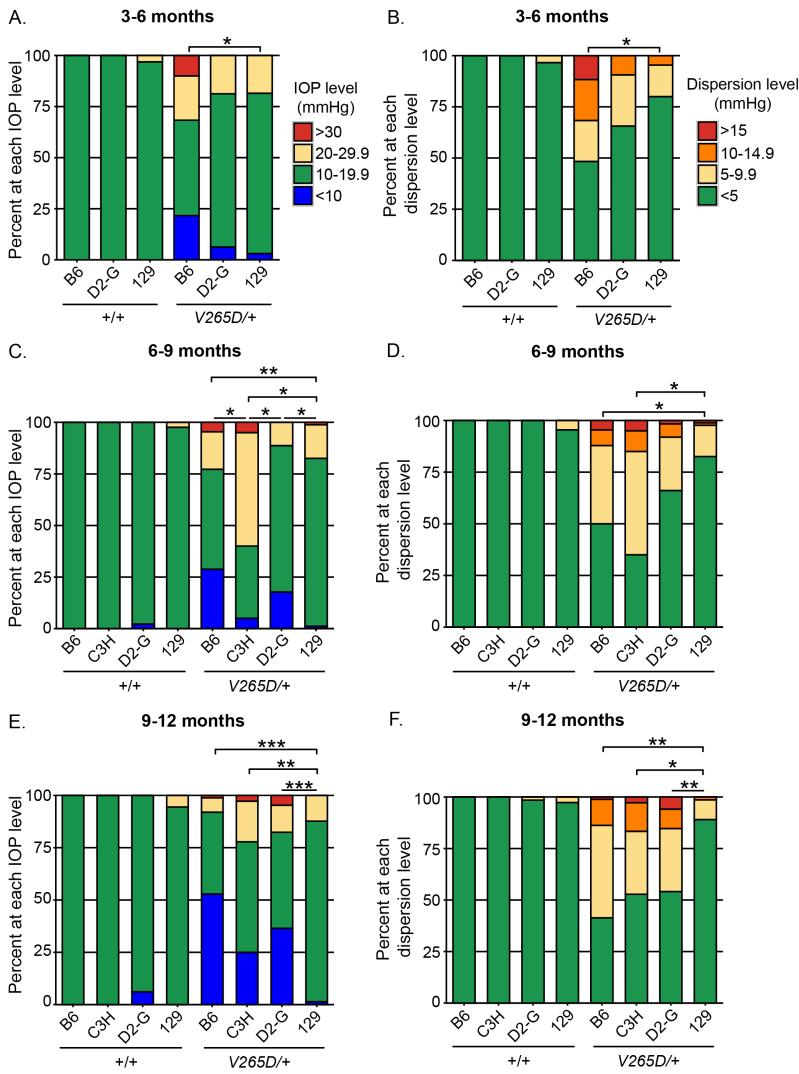 A.
3-6 months
*
Percent at each IOP level
100
75
50
25
0
B6
D2-G
129
B6
D2-G
129
+/+
V265D/+
IOP level
(mmHg)
>30
20-29.9
10-19.9
<10
B.
3-6 months
*
Percent at each
dispersion level
100
75
50
25
0
B6
D2-G
129
B6
D2-G
129
+/+
V265D/+
Dispersion level
(mmHg)
>15
10-14.9
5-9.9
<5
C.
6-9 months
**
*
* * *
Percent at each IOP level
100
75
50
25
0
B6
C3H
D2-G
129
B6
C3H
D2-G
129
+/+
V265D/+
D.
6-9 months
*
*
Percent at each
dispersion level
100
75
50
25
0
B6
C3H
D2-G
129
B6
C3H
D2-G
129
+/+
V265D/+
E.
9-12 months
***
**
***
Percent at each IOP level
100
75
50
25
0
B6
C3H
D2-G
129
B6
C3H
D2-G
129
+/+
V265D/+
F.
9-12 months
**
*
**
Percent at each
dispersion level
100
75
50
25
0
B6
C3H
D2-G
129
B6
C3H
D2-G
129
+/+
V265D/+